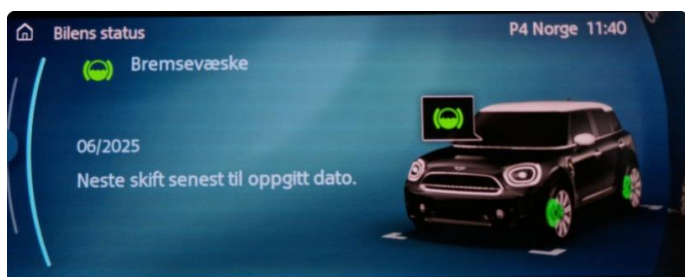 Bilens status
P4 Norge 11:40
Bremsevæske
06/2025
Neste skift senest til oppgitt dato.